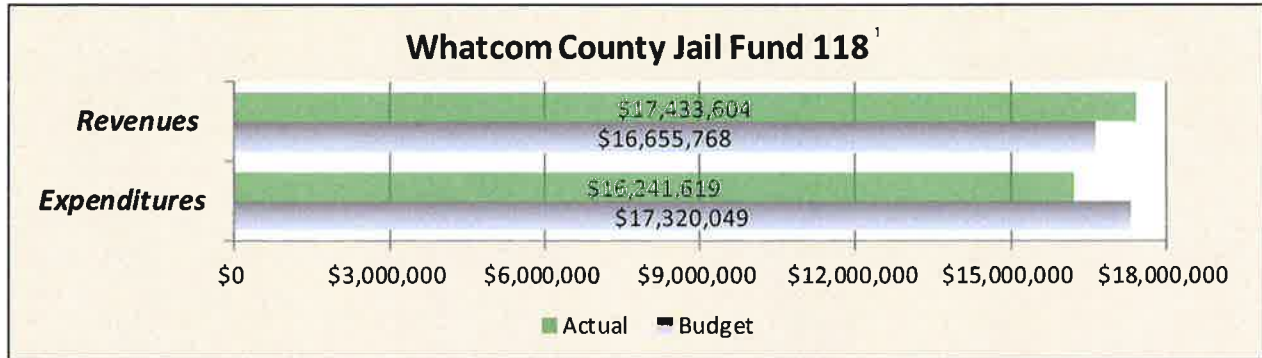 Whatcom County Jail Fund 118 ¹
Revenues
$17,433,604
$16,655,768
Expenditures
$16,241,619
$17,320,049
$0 $3,000,000 $6,000,000 $9,000,000 $12,000,000 $15,000,000 $18,000,000
Actual Budget